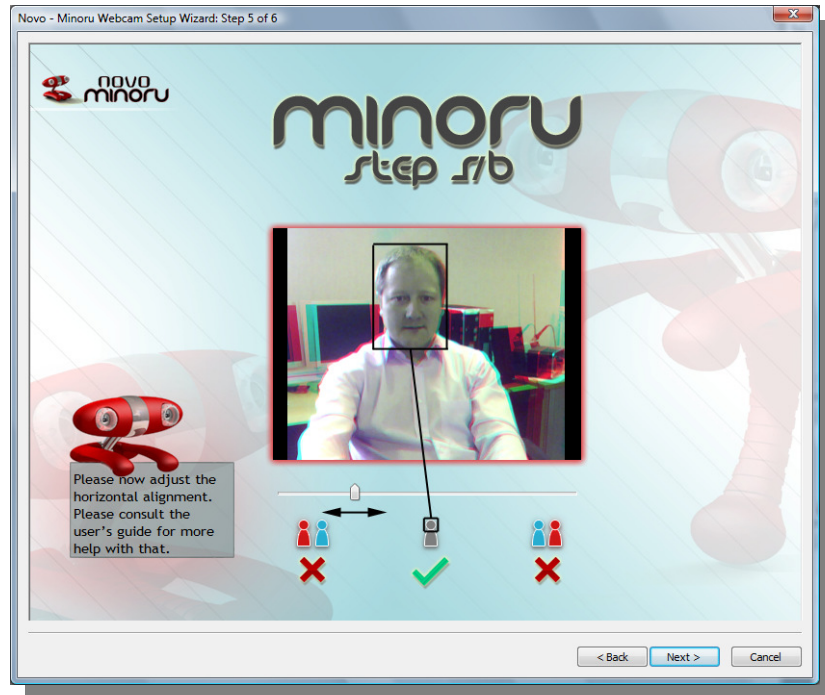 Novo - Minoru Webcam Setup Wizard: Step 5 of 6
novo
minoru
minoru
step 5/6
Please now adjust the
horizontal alignment.
Please consult the
user's guide for more
help with that.
< Back
Next >
Cancel